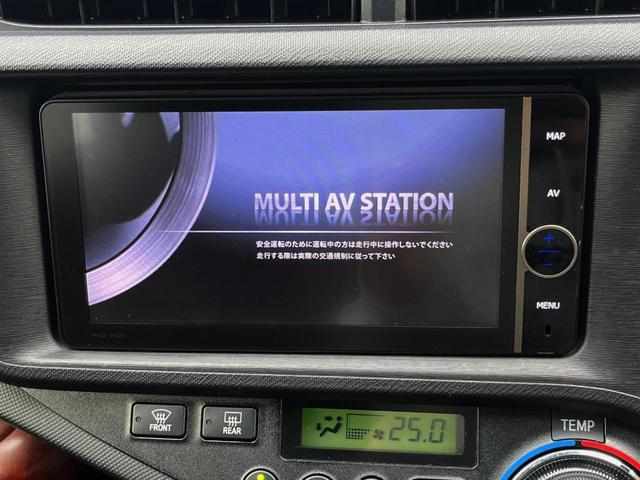 MAP
AV
MULTI AV STATION
安全運転のために運転中の方は走行中に操作しないでください
走行する際は実際の交通規制に従って下さい
MENU
FRONT
REAR
25.0
TEMP